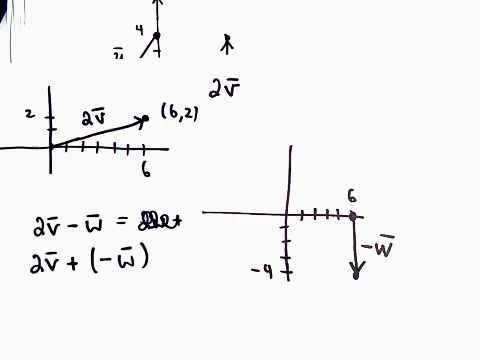 4
w̅
2v̅
2
2v̅
(6,2)
6
2v̅ - w̅ =
2v̅ + (-w̅)
6
-w̅
-4